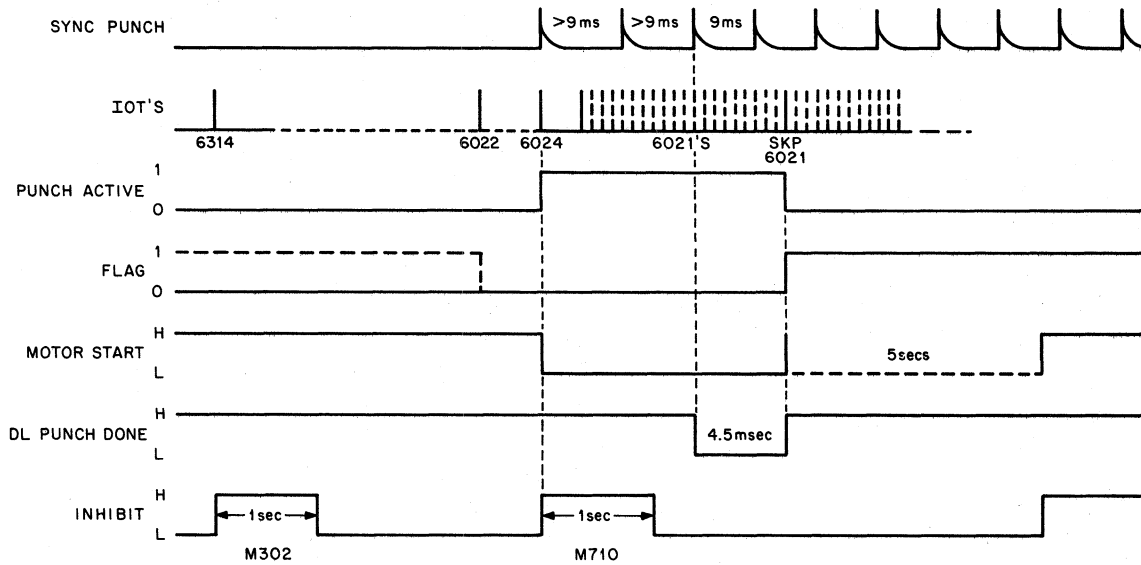 SYNC PUNCH >9ms >9ms 9ms
IOT'S
6314 6022 6024 6021'S SKP
6021
PUNCH ACTIVE 1
0
FLAG 1
0
MOTOR START H
L 5secs
DL PUNCH DONE H
L 4.5msec
INHIBIT H
L 1sec 1sec
M302 M710